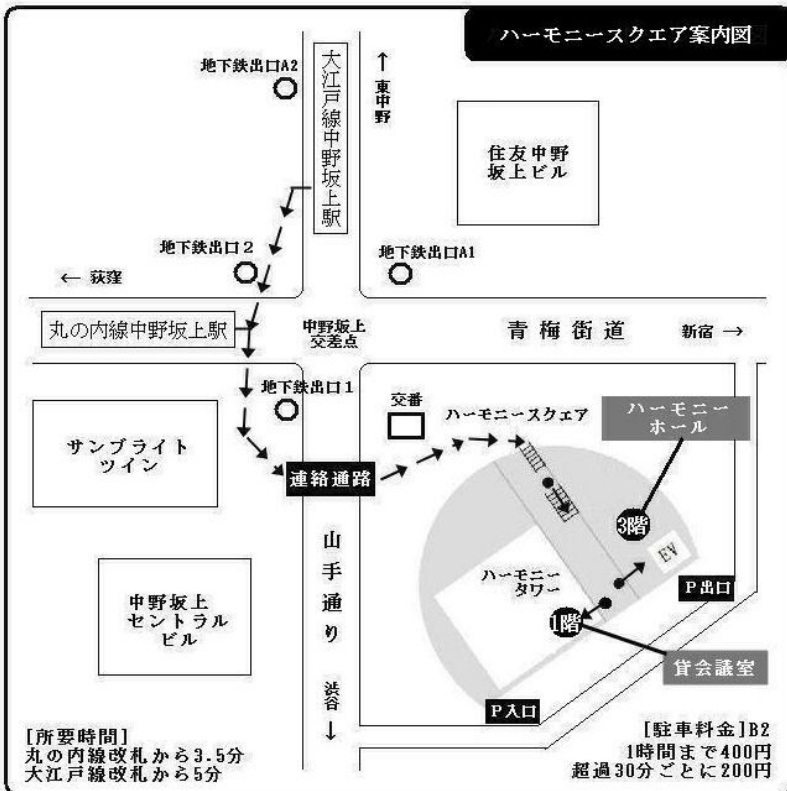 ハーモニースクエア案内図
地下鉄出口A2
大江戸線中野坂上駅
↑
東中野
住友中野
坂上ビル
地下鉄出口2
地下鉄出口A1
← 荻窪
丸の内線中野坂上駅
中野坂上
交差点
青梅街道
新宿 →
地下鉄出口1
交番
ハーモニースクェア
ハーモニー
ホール
サンブライト
ツイン
連絡通路
3階
EV
山手通り
ハーモニー
タワー
P出口
中野坂上
セントラル
ビル
1階
貸会議室
渋谷
↓
P入口
[所要時間]
丸の内線改札から3.5分
大江戸線改札から5分
[駐車料金]B2
1時間まで400円
超過30分ごとに200円